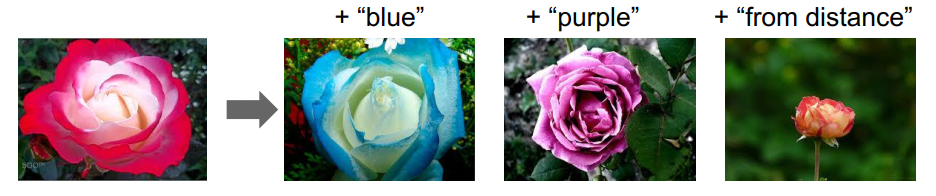 + “blue”
+ “purple”
+ “from distance”